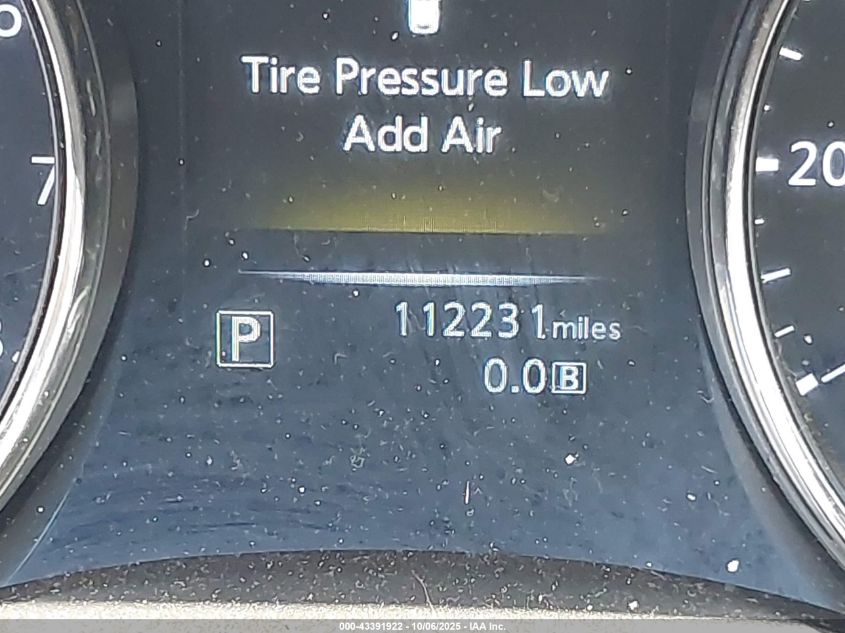 Tire Pressure Low
Add Air
7
20
P
112231 miles
0.0 B
000-43391922 - 10/06/2025 - IAA Inc.